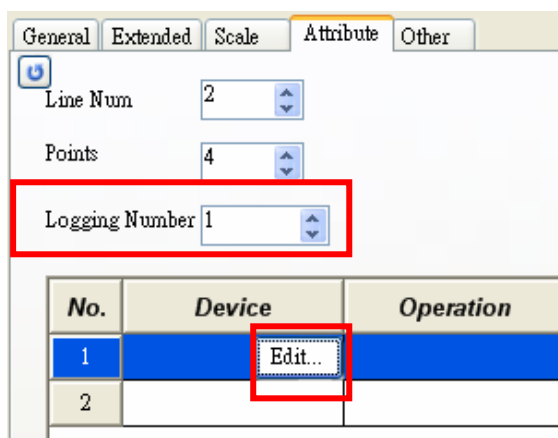 General Extended Scale Attribute Other
Line Num 2
Points 4
Logging Number 1
No. Device Operation
1 Edit...
2